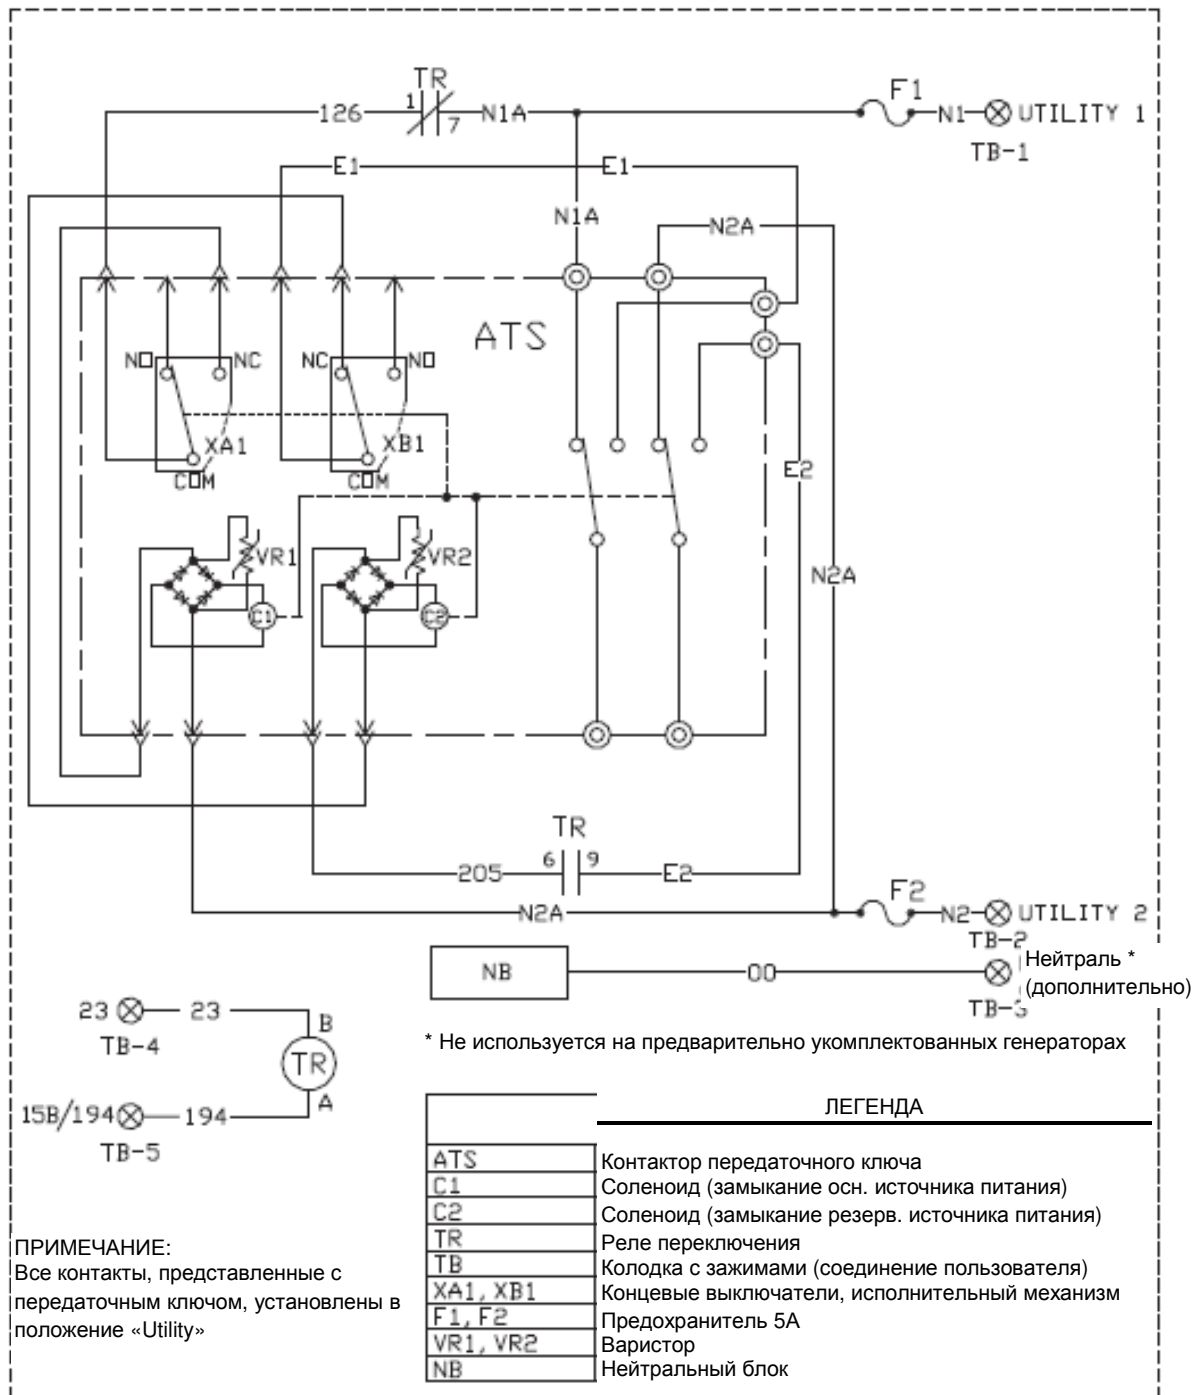 TR
126
1
7
N1A
F1
N1
UTILITY 1
TB-1
E1
E1
N1A
N2A
ATS
NO
NC
NC
NO
XA1
XB1
COM
COM
E2
VR1
VR2
N2A
C1
C2
TR
205
6
9
E2
N2A
F2
N2
UTILITY 2
TB-2
NB
00
Нейтраль *
(дополнительно)
23
23
B
TB-4
TR
* Не используется на предварительно укомплектованных генераторах
15B/194
194
A
TB-5
ЛЕГЕНДА
ATS Контактор передаточного ключа
C1 Соленоид (замыкание осн. источника питания)
C2 Соленоид (замыкание резерв. источника питания)
TR Реле переключения
TB Колодка с зажимами (соединение пользователя)
XA1, XB1 Концевые выключатели, исполнительный механизм
F1, F2 Предохранитель 5А
VR1, VR2 Варистор
NB Нейтральный блок
ПРИМЕЧАНИЕ:
Все контакты, представленные с
передаточным ключом, установлены в
положение «Utility»